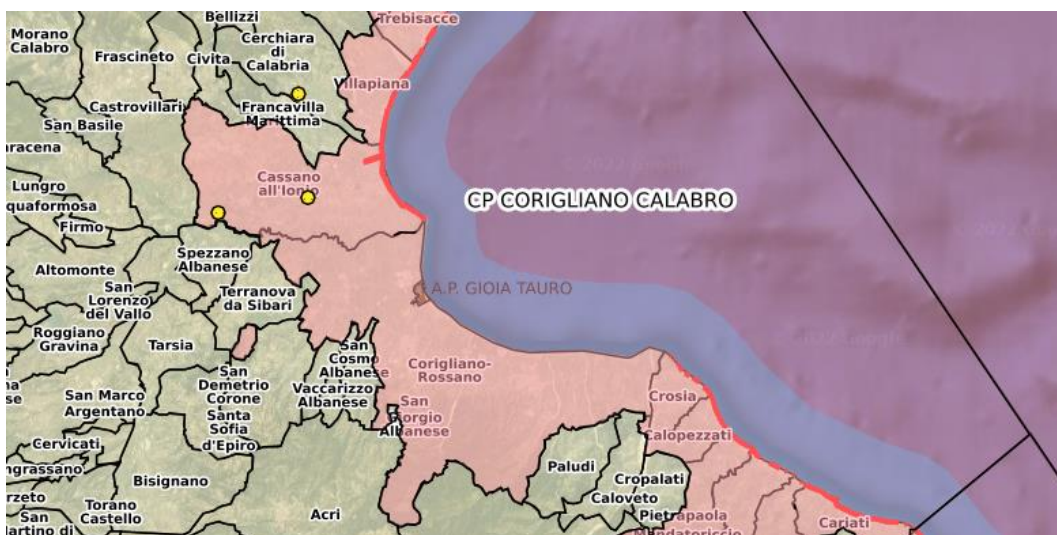 Bellizzi
Trebisacce
Morano
Calabro
Cerchiara
di
Calabria
Frascineto
Civita
Villapiana
Castrovillari
Francavilla
Marittima
San Basile
aracena
Cassano
all'Ionio
Lungro
quaformosa
Firmo
CP CORIGLIANO CALABRO
Spezzano
Albanese
Altomonte
San
Lorenzo
del Vallo
Terranova
da Sibari
A.P. GIOIA TAURO
Roggiano
Gravina
Tarsia
San
Cosmo
Albanese
Corigliano-
Rossano
San
Demetrio
Corone
Vaccarizzo
Albanese
Crosia
San Marco
Argentano
Santa
Sofia
d'Epiro
San
Giorgio
Albanese
Calopezzati
Cervicati
ngrassano
Bisignano
Paludi
Cropalati
Caloveto
rzeto
Torano
Castello
Acri
Pietrapaola
San
Martino di
Mandatoriccio
Cariati